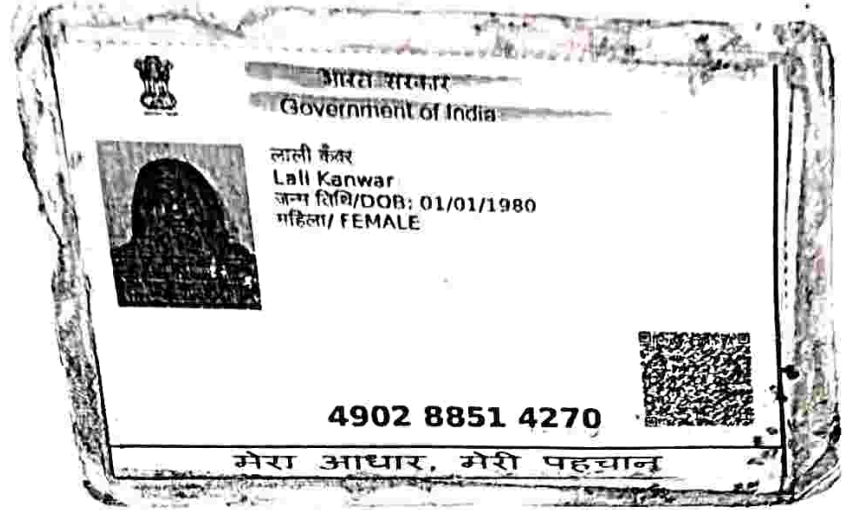 भारत सरकार
Government of India
लाली कँवर
Lali Kanwar
जन्म तिथि/DOB: 01/01/1980
महिला/ FEMALE
4902 8851 4270
मेरा आधार, मेरी पहचान